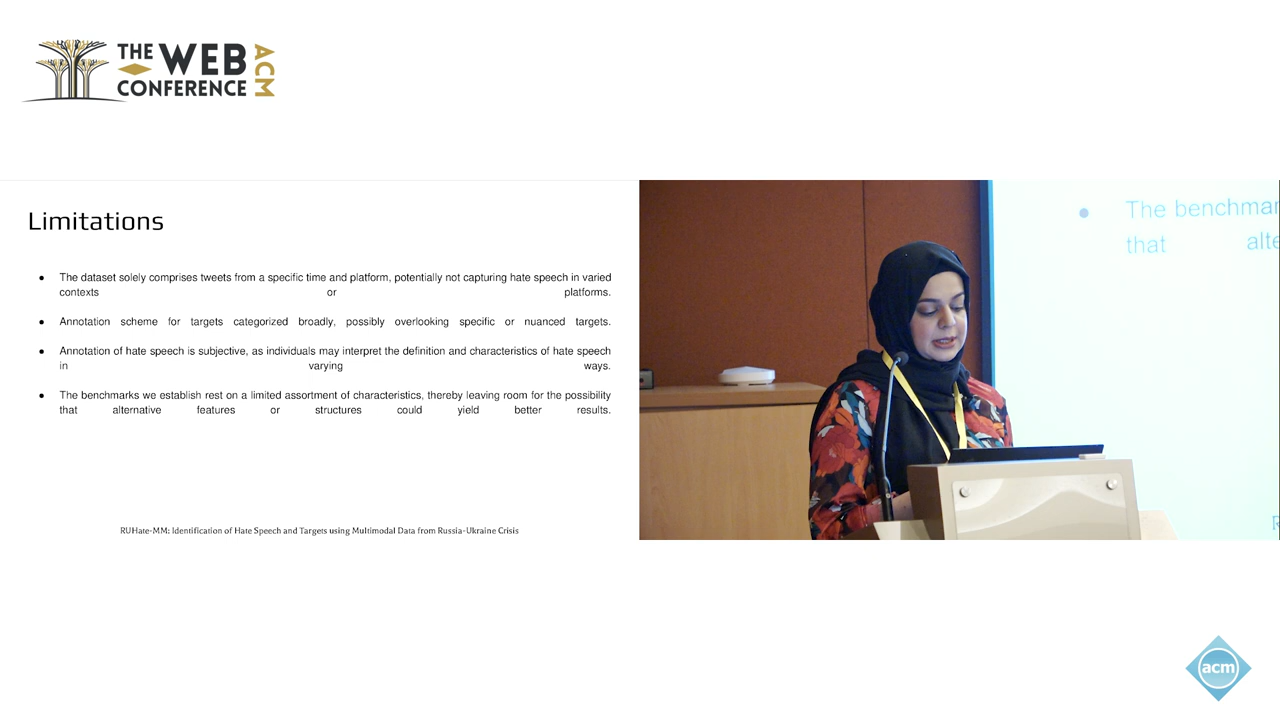 THE WEB
CONFERENCE
ACM
Limitations
● The dataset solely comprises tweets from a specific time and platform, potentially not capturing hate speech in varied
contexts or platforms.
● Annotation scheme for targets categorized broadly, possibly overlooking specific or nuanced targets.
● Annotation of hate speech is subjective, as individuals may interpret the definition and characteristics of hate speech
in varying ways.
● The benchmarks we establish rest on a limited assortment of characteristics, thereby leaving room for the possibility
that alternative features or structures could yield better results.
RUHate-MM: Identification of Hate Speech and Targets using Multimodal Data from Russia-Ukraine Crisis
● The benchmar
that alte
acm